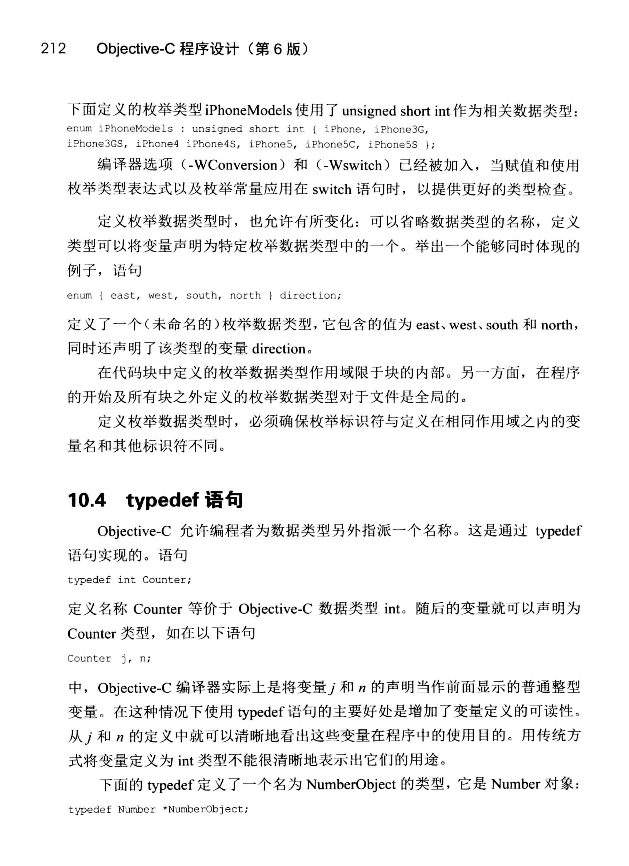 212 Objective-C 程序设计（第 6 版）
下面定义的枚举类型 iPhoneModels 使用了 unsigned short int 作为相关数据类型：
enum iPhoneModels : unsigned short int { iPhone, iPhone3G,
iPhone3GS, iPhone4 iPhone4S, iPhone5, iPhone5C, iPhone5S };
编译器选项（-WConversion）和（-Wswitch）已经被加入，当赋值和使用
枚举类型表达式以及枚举常量应用在 switch 语句时，以提供更好的类型检查。
定义枚举数据类型时，也允许有所变化：可以省略数据类型的名称，定义
类型可以将变量声明为特定枚举数据类型中的一个。举出一个能够同时体现的
例子，语句
enum { east, west, south, north } direction;
定义了一个（未命名的）枚举数据类型，它包含的值为 east、west、south 和 north，
同时还声明了该类型的变量 direction。
在代码块中定义的枚举数据类型作用域限于块的内部。另一方面，在程序
的开始及所有块之外定义的枚举数据类型对于文件是全局的。
定义枚举数据类型时，必须确保枚举标识符与定义在相同作用域之内的变
量名和其他标识符不同。
10.4 typedef 语句
Objective-C 允许编程者为数据类型另外指派一个名称。这是通过 typedef
语句实现的。语句
typedef int Counter;
定义名称 Counter 等价于 Objective-C 数据类型 int。随后的变量就可以声明为
Counter 类型，如在以下语句
Counter j, n;
中，Objective-C 编译器实际上是将变量 j 和 n 的声明当作前面显示的普通整型
变量。在这种情况下使用 typedef 语句的主要好处是增加了变量定义的可读性。
从 j 和 n 的定义中就可以清晰地看出这些变量在程序中的使用目的。用传统方
式将变量定义为 int 类型不能很清晰地表示出它们的用途。
下面的 typedef 定义了一个名为 NumberObject 的类型，它是 Number 对象：
typedef Number *NumberObject;